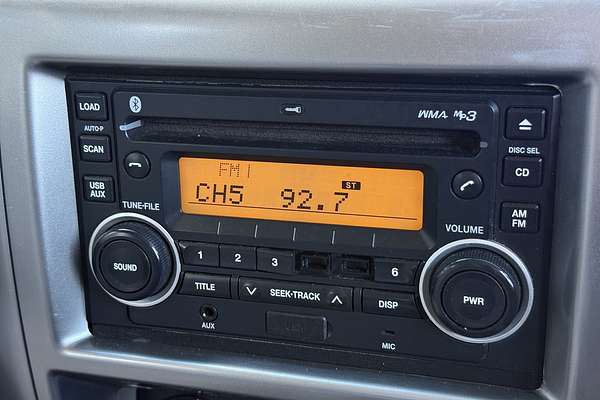 LOAD
WMA MP3
AUTO-P
DISC SEL
SCAN
FM1
CD
CH5 92.7 ST
USB
AUX
AM
FM
TUNE·FILE
VOLUME
1 2 3 6
SOUND
TITLE
SEEK·TRACK
DISP
PWR
AUX
MIC